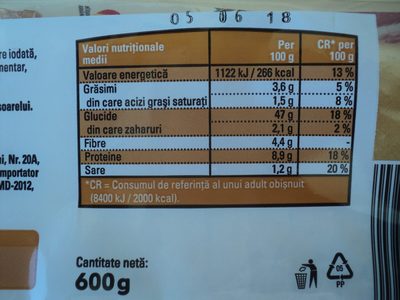 05 06 18
Valori nutriționale Per CR* per
medii 100 g 100 g
Valoare energetică 1122 kJ / 266 kcal 13 %
Grăsimi 3,6 g 5 %
din care acizi grași saturați 1,5 g 8 %
Glucide 47 g 18 %
din care zaharuri 2,1 g 2 %
Fibre 4,4 g -
Proteine 8,9 g 18 %
Sare 1,2 g 20 %
*CR = Consumul de referință al unui adult obișnuit
(8400 kJ / 2000 kcal).
re iodată,
mentar,
soarelui.
i, Nr. 20A,
mportator
MD-2012,
Cantitate netă:
600 g
05
PP